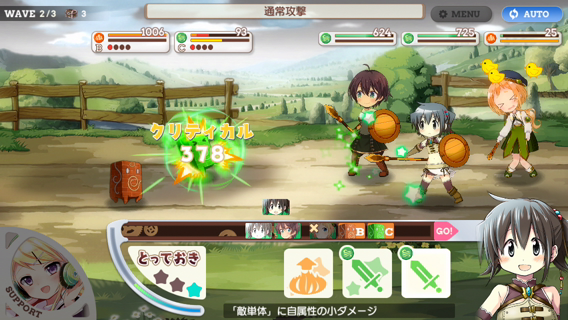 WAVE 2/3 3
通常攻撃
MENU
AUTO
1006
93
624
725
25
B
C
クリティカル
378
B C GO!
とっておき
SUPPORT
「敵単体」に自属性の小ダメージ